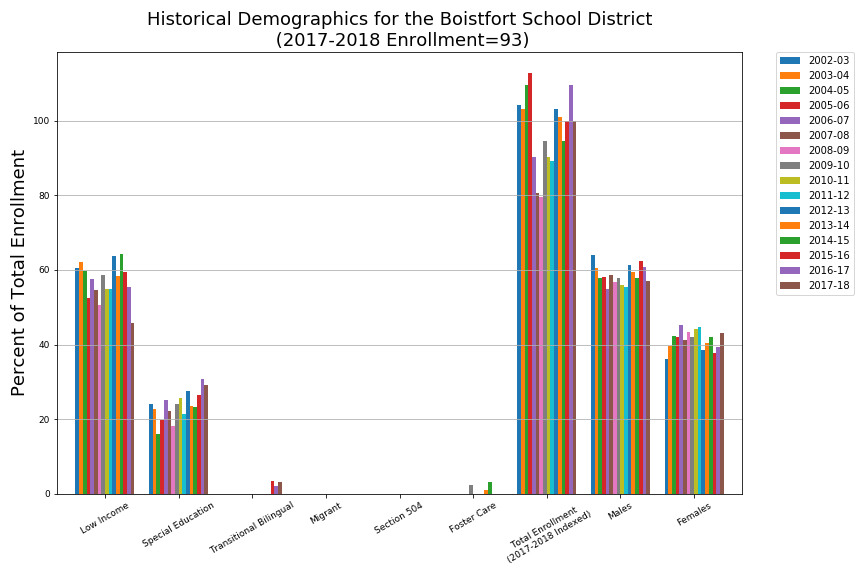 Historical Demographics for the Boistfort School District
(2017-2018 Enrollment=93)
Percent of Total Enrollment
100
80
60
40
20
0
Low Income
Special Education
Transitional Bilingual
Migrant
Section 504
Foster Care
Total Enrollment
(2017-2018 Indexed)
Males
Females
2002-03
2003-04
2004-05
2005-06
2006-07
2007-08
2008-09
2009-10
2010-11
2011-12
2012-13
2013-14
2014-15
2015-16
2016-17
2017-18